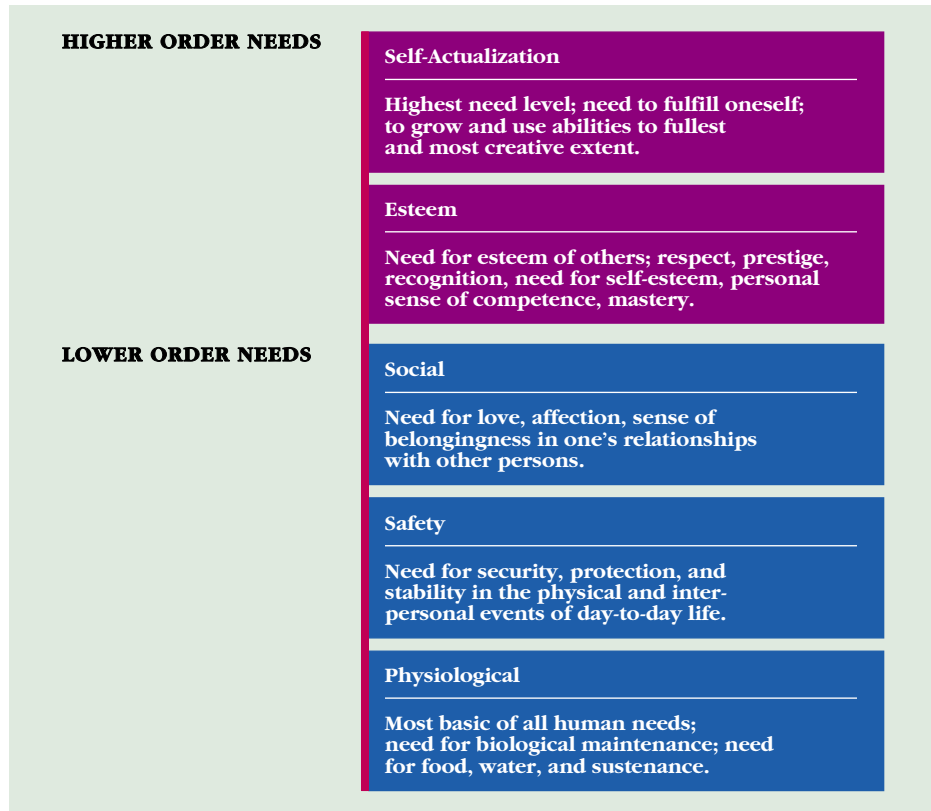 HIGHER ORDER NEEDS
Self-Actualization
Highest need level; need to fulfill oneself;
to grow and use abilities to fullest
and most creative extent.
Esteem
Need for esteem of others; respect, prestige,
recognition, need for self-esteem, personal
sense of competence, mastery.
LOWER ORDER NEEDS
Social
Need for love, affection, sense of
belongingness in one’s relationships
with other persons.
Safety
Need for security, protection, and
stability in the physical and inter-
personal events of day-to-day life.
Physiological
Most basic of all human needs;
need for biological maintenance; need
for food, water, and sustenance.